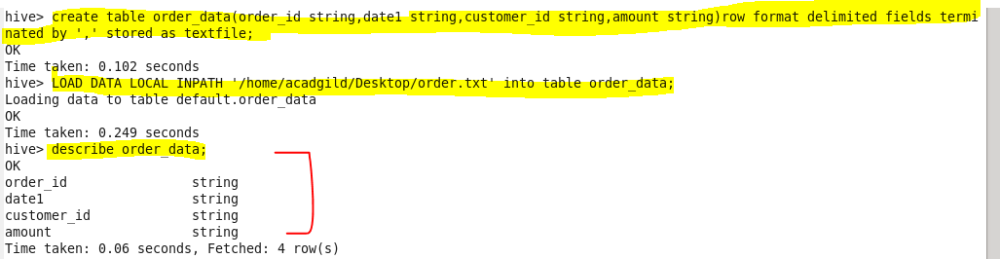 hive> create table order_data(order_id string,date1 string,customer_id string,amount string)row format delimited fields termi
nated by ',' stored as textfile;
OK
Time taken: 0.102 seconds
hive> LOAD DATA LOCAL INPATH '/home/acadgild/Desktop/order.txt' into table order_data;
Loading data to table default.order_data
OK
Time taken: 0.249 seconds
hive> describe order_data;
OK
order_id                string
date1                   string
customer_id             string
amount                  string
Time taken: 0.06 seconds, Fetched: 4 row(s)